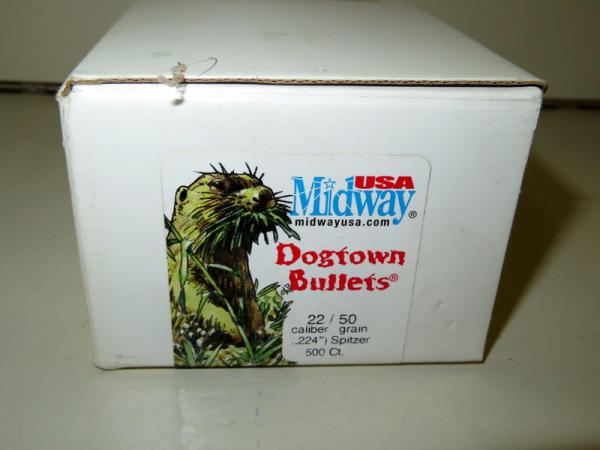 USA
Midway®
midwayusa.com
Dogtown
Bullets®
22 / 50
caliber grain
.224") Spitzer
500 Ct.